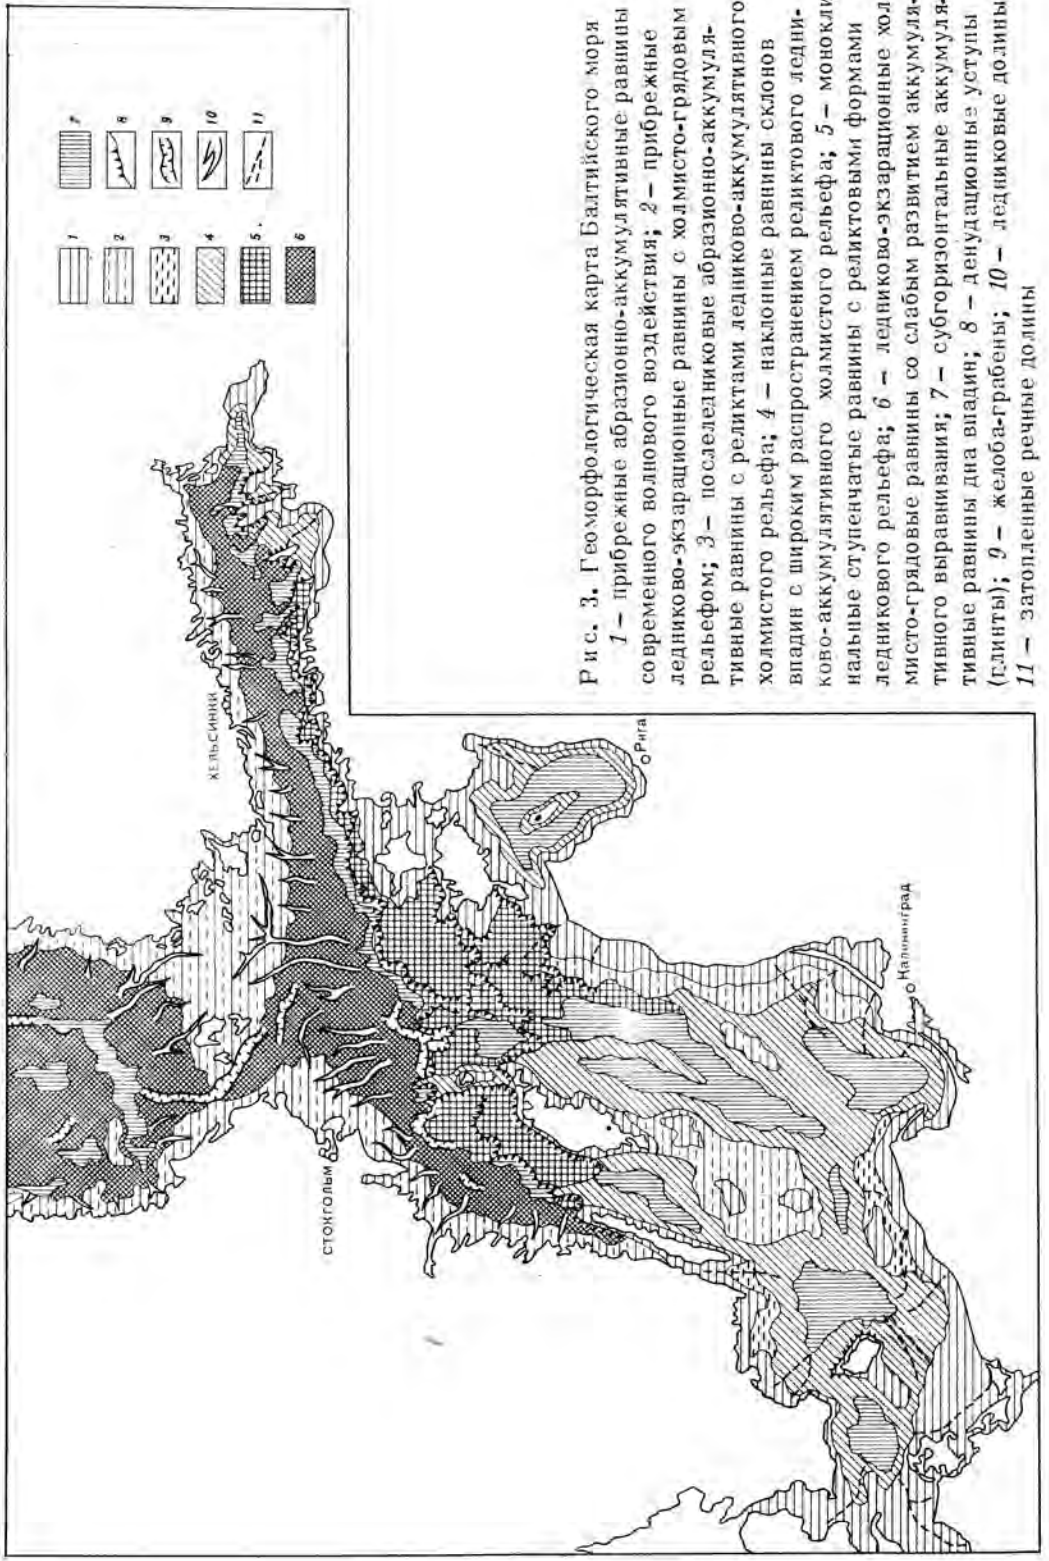 7
8
9
10
11
1
2
3
4
5.
6
ХЕЛЬСИНКИ
СТОКГОЛЬМ
Рига
Калининград
Рис. 3. Геоморфологическая карта Балтийского моря
1 – прибрежные абразионно-аккумулятивные равнины
современного волнового воздействия; 2 – прибрежные
ледниково-экзарационные равнины с холмисто-грядовым
рельефом; 3 – послеледниковые абразионно-аккумуля-
тивные равнины с реликтами ледниково-аккумулятивного
холмистого рельефа; 4 – наклонные равнины склонов
впадин с широким распространением реликтового ледни-
ково-аккумулятивного холмистого рельефа; 5 – монокли
нальные ступенчатые равнины с реликтовыми формами
ледникового рельефа; 6 – ледниково-экзарационные хол
мисто-грядовые равнины со слабым развитием аккумуля-
тивного выравнивания; 7 – субгоризонтальные аккумуля-
тивные равнины дна впадин; 8 – денудационные уступы
(глинты); 9 – желоба-грабены; 10 – ледниковые долины
11 – затопленные речные долины